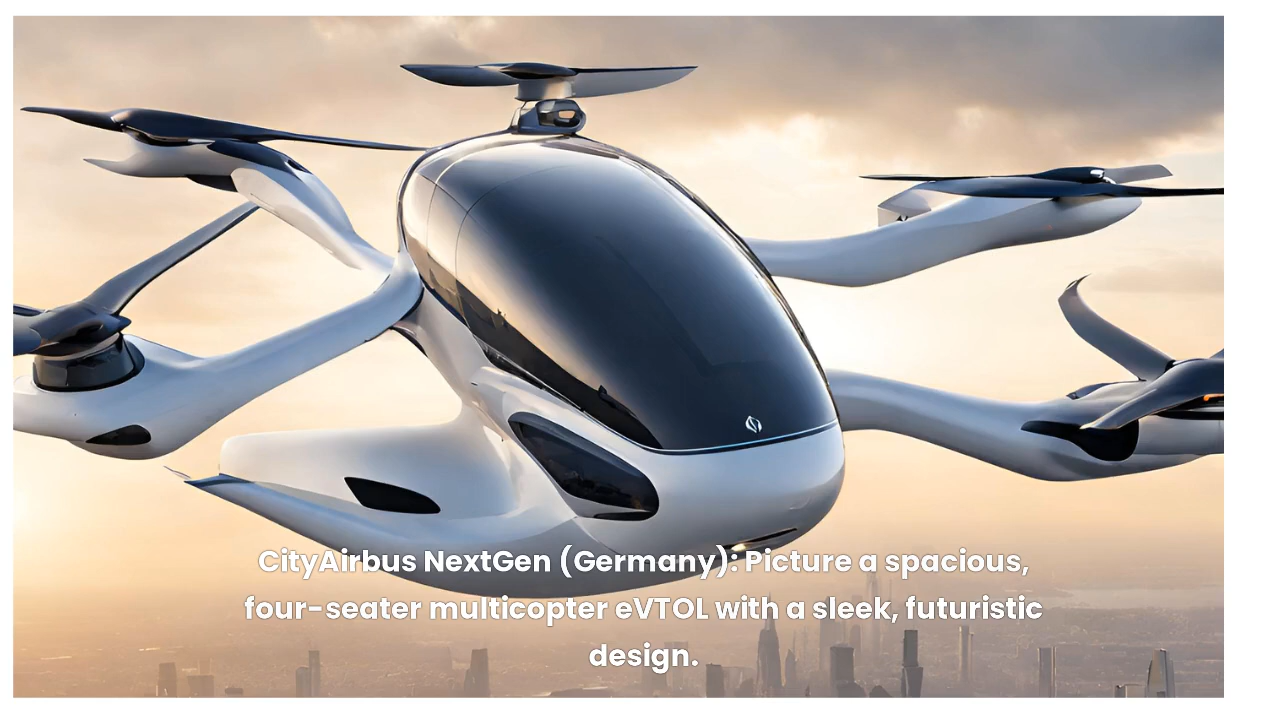 CityAirbus NextGen (Germany): Picture a spacious,
four-seater multicopter eVTOL with a sleek, futuristic
design.